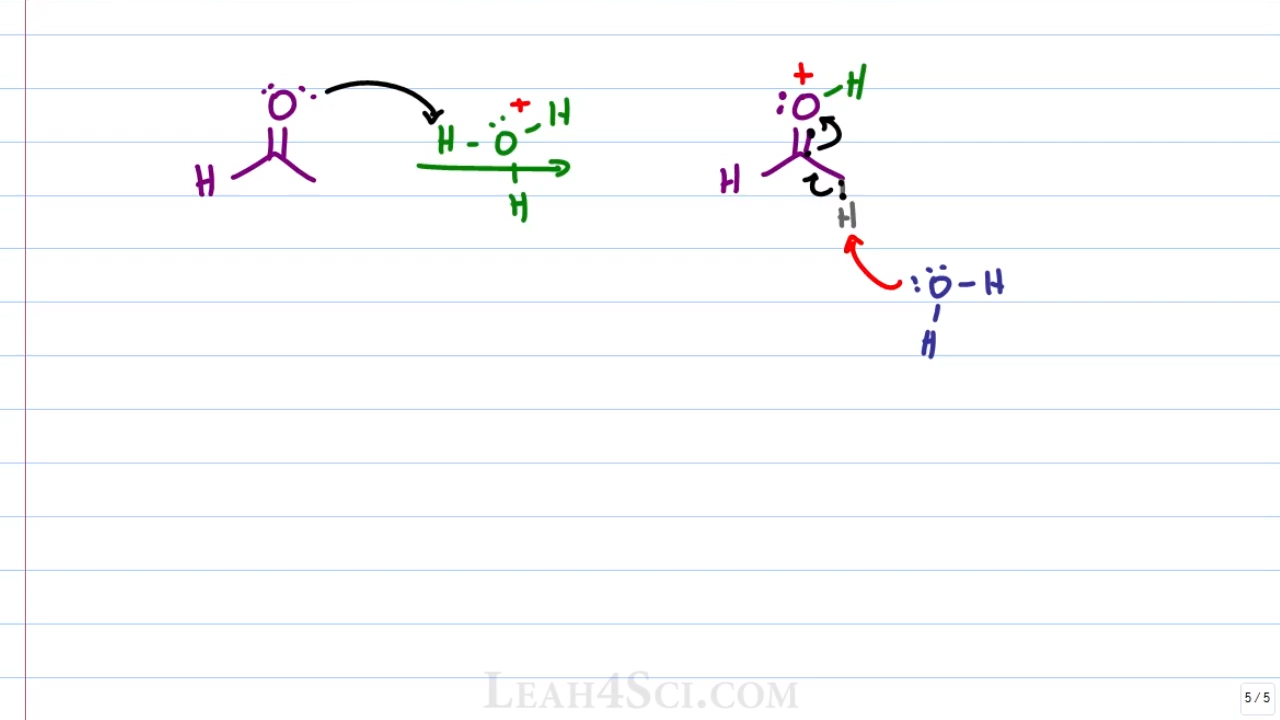 O H + O H H
H
+ O H
H
H
O H
H
LEAH4SCI.COM
5 / 5